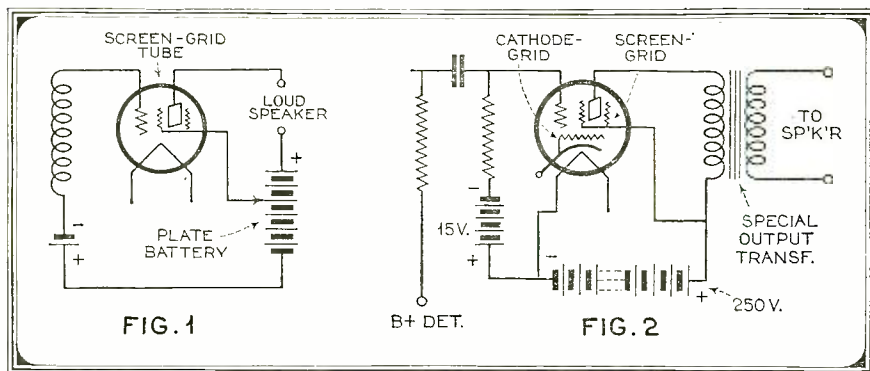 SCREEN-GRID
TUBE
LOUD
SPEAKER
+
-
+
PLATE
BATTERY
FIG. 1
CATHODE-
GRID
SCREEN-
GRID
TO
SP'K'R
-
15 V.
+
-
+
250 V.
SPECIAL
OUTPUT
TRANSF.
B+ DET.
FIG. 2